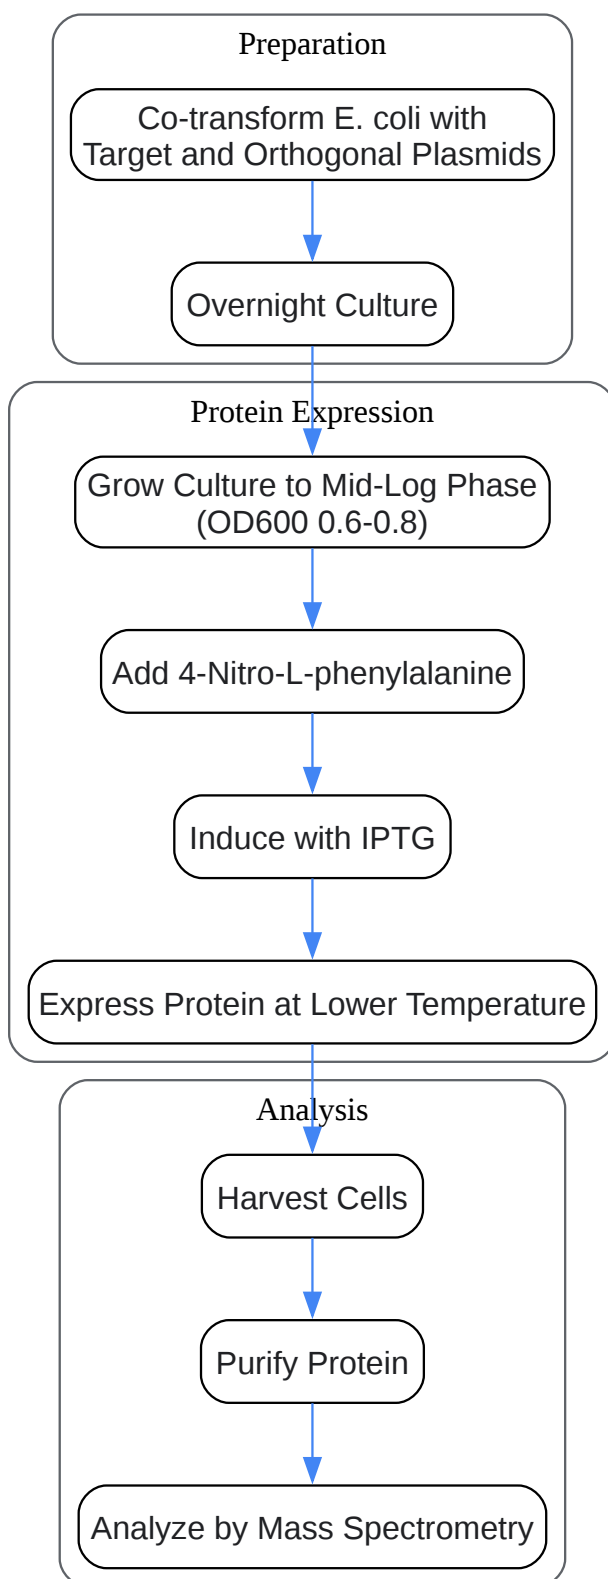 Preparation
Co-transform E. coli with
Target and Orthogonal Plasmids
Overnight Culture
Protein Expression
Grow Culture to Mid-Log Phase
(OD600 0.6-0.8)
Add 4-Nitro-L-phenylalanine
Induce with IPTG
Express Protein at Lower Temperature
Analysis
Harvest Cells
Purify Protein
Analyze by Mass Spectrometry